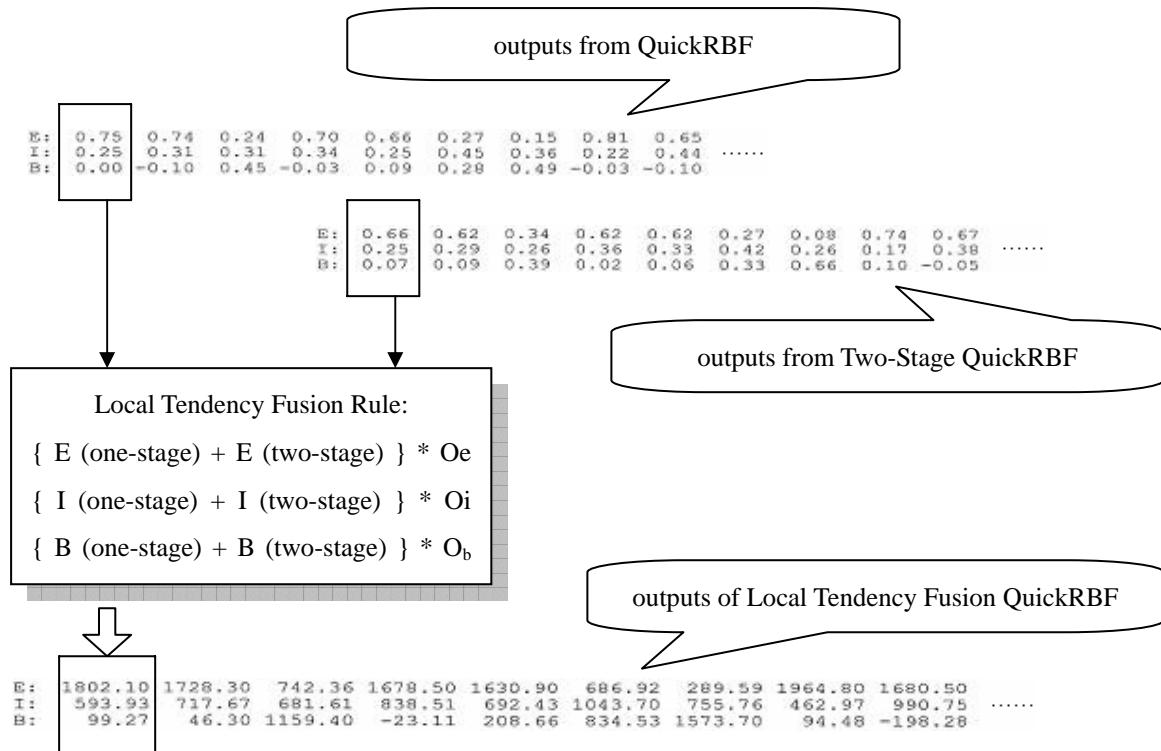 outputs from QuickRBF
E: 0.75 0.74 0.24 0.70 0.66 0.27 0.15 0.81 0.65
I: 0.25 0.31 0.31 0.34 0.25 0.45 0.36 0.22 0.44 ......
B: 0.00 -0.10 0.45 -0.03 0.09 0.28 0.49 -0.03 -0.10
E: 0.66 0.62 0.34 0.62 0.62 0.27 0.08 0.74 0.67
I: 0.25 0.29 0.26 0.36 0.33 0.42 0.26 0.17 0.38 ......
B: 0.07 0.09 0.39 0.02 0.06 0.33 0.66 0.10 -0.05
outputs from Two-Stage QuickRBF
Local Tendency Fusion Rule:
{ E (one-stage) + E (two-stage) } * Oe
{ I (one-stage) + I (two-stage) } * Oi
{ B (one-stage) + B (two-stage) } * O_b
outputs of Local Tendency Fusion QuickRBF
E: 1802.10 1728.30 742.36 1678.50 1630.90 686.92 289.59 1964.80 1680.50
I: 593.93 717.67 681.61 838.51 692.43 1043.70 755.76 462.97 990.75 ......
B: 99.27 46.30 1159.40 -23.11 208.66 834.53 1573.70 94.48 -198.28